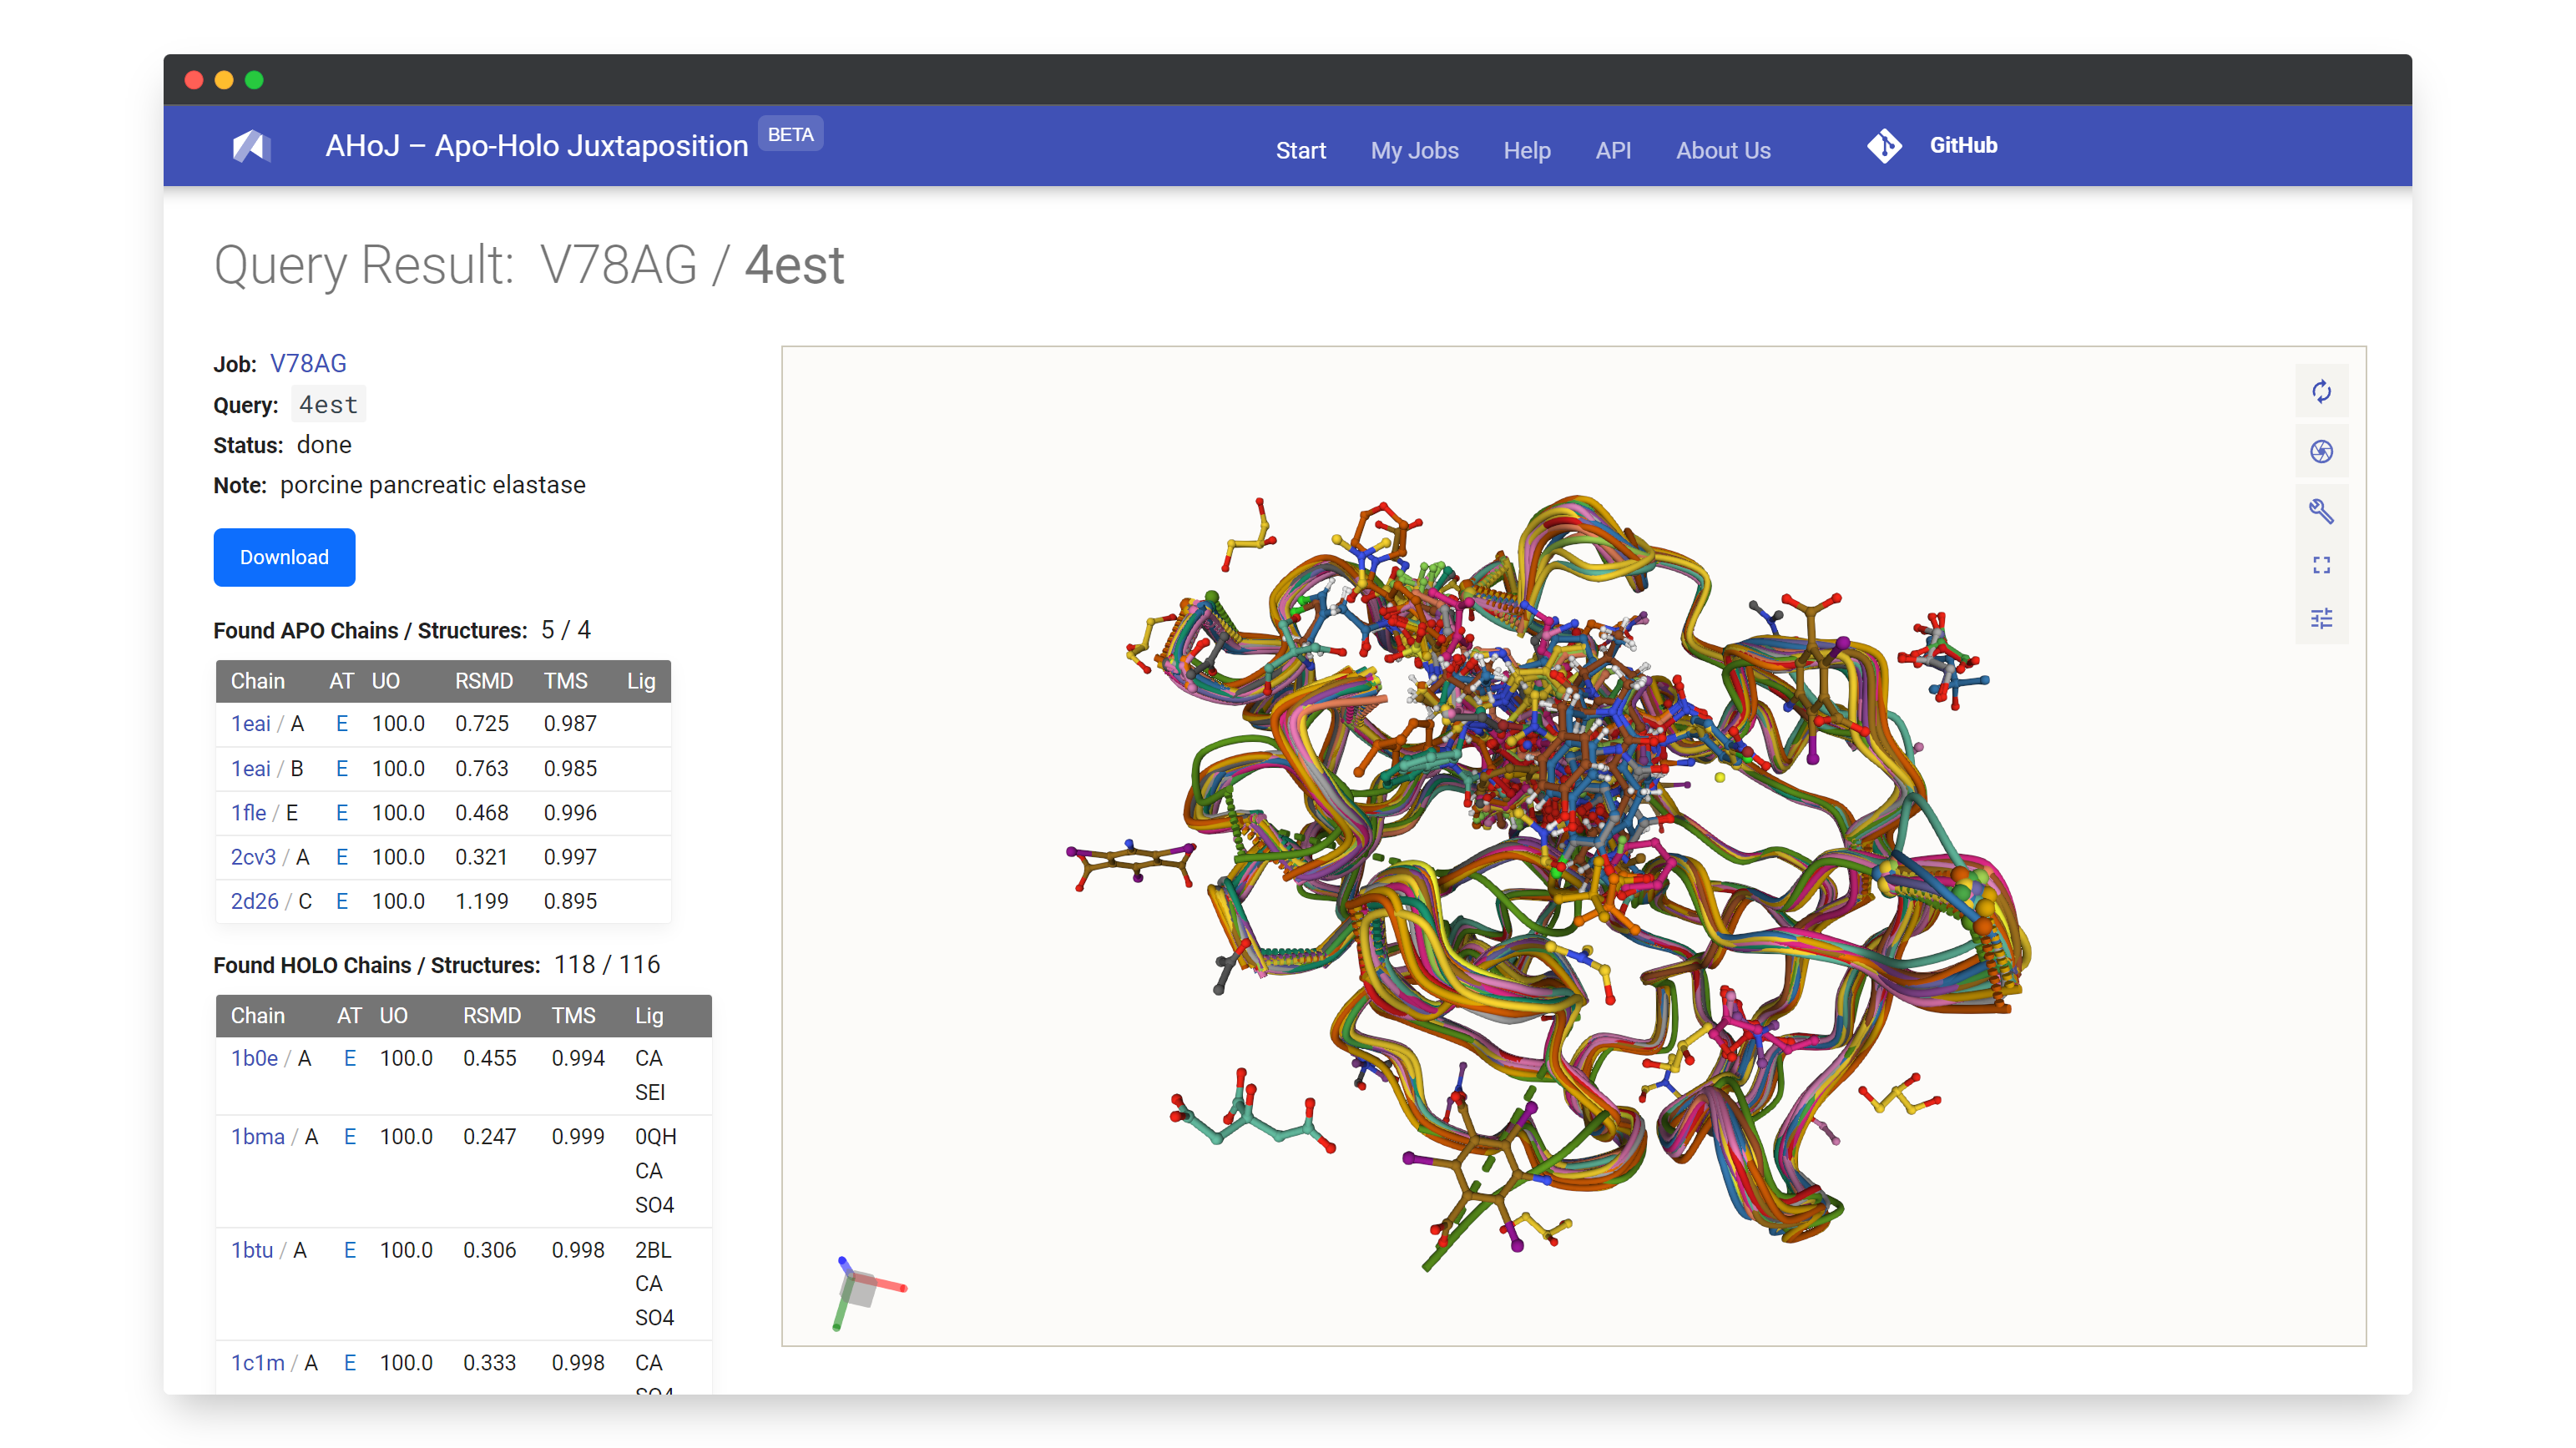 AHoJ – Apo-Holo Juxtaposition BETA
Start My Jobs Help API About Us GitHub
Query Result: V78AG / 4est
Job: V78AG
Query: 4est
Status: done
Note: porcine pancreatic elastase
Download
Found APO Chains / Structures: 5 / 4
Chain AT UO RSMD TMS Lig
1eai / A E 100.0 0.725 0.987
1eai / B E 100.0 0.763 0.985
1fle / E E 100.0 0.468 0.996
2cv3 / A E 100.0 0.321 0.997
2d26 / C E 100.0 1.199 0.895
Found HOLO Chains / Structures: 118 / 116
Chain AT UO RSMD TMS Lig
1b0e / A E 100.0 0.455 0.994 CA
SEI
1bma / A E 100.0 0.247 0.999 0QH
CA
SO4
1btu / A E 100.0 0.306 0.998 2BL
CA
SO4
1c1m / A E 100.0 0.333 0.998 CA
SO4